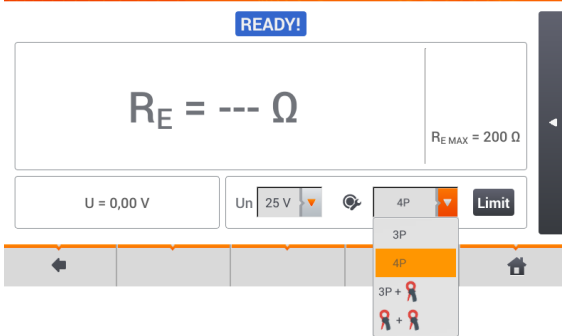 READY!
RE = --- Ω
RE MAX = 200 Ω
U = 0,00 V
Un 25 V 4P Limit
3P
4P
3P +
+